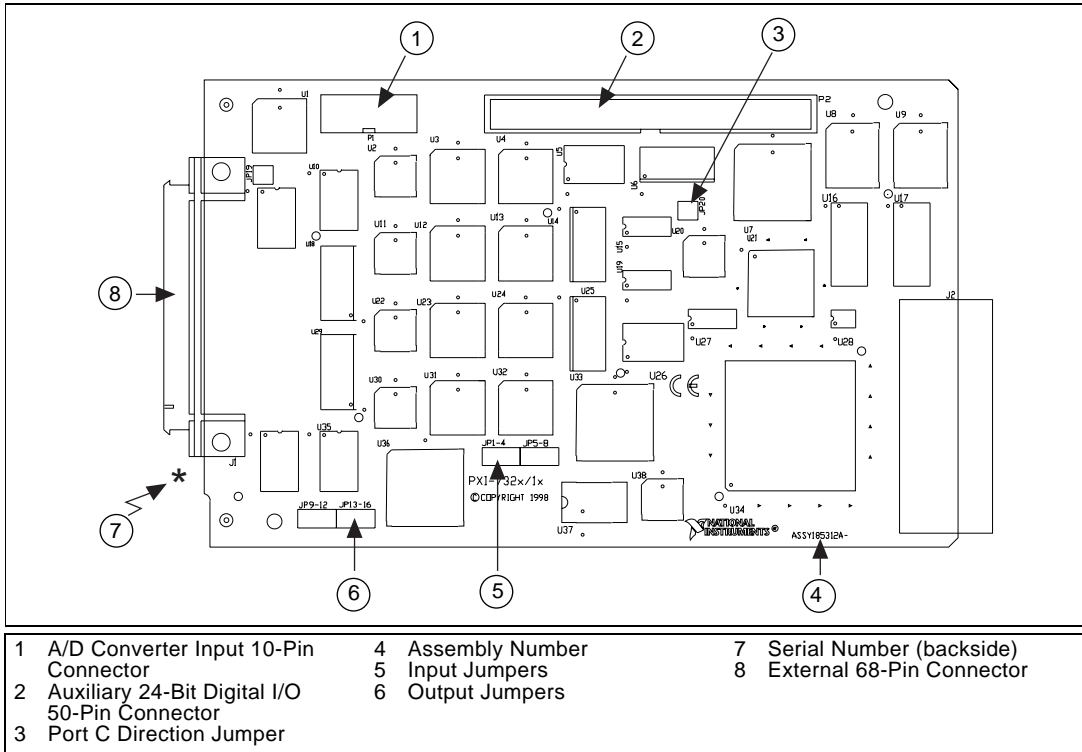 1 2 3
P2
U1
P1
U8 U9
U2 U3 U4 U5
U6
JP19
U10
JP20
U16 U17
U11 U12 U13 U14
U15
U20
U7
U21
U18
U19
U22 U23 U24 U25
J2
8
U29
U27
U28
U30 U31 U32 U33
U26 CE
U35
U36
JP1-4 JP5-8
J1
*
PXI-732x/1x
©COPYRIGHT 1998
U38
7
JP9-12 JP13-16
U37
U34
NATIONAL
INSTRUMENTS ®
ASSY185312A-
6 5 4
1 A/D Converter Input 10-Pin
Connector
2 Auxiliary 24-Bit Digital I/O
50-Pin Connector
3 Port C Direction Jumper
4 Assembly Number
5 Input Jumpers
6 Output Jumpers
7 Serial Number (backside)
8 External 68-Pin Connector